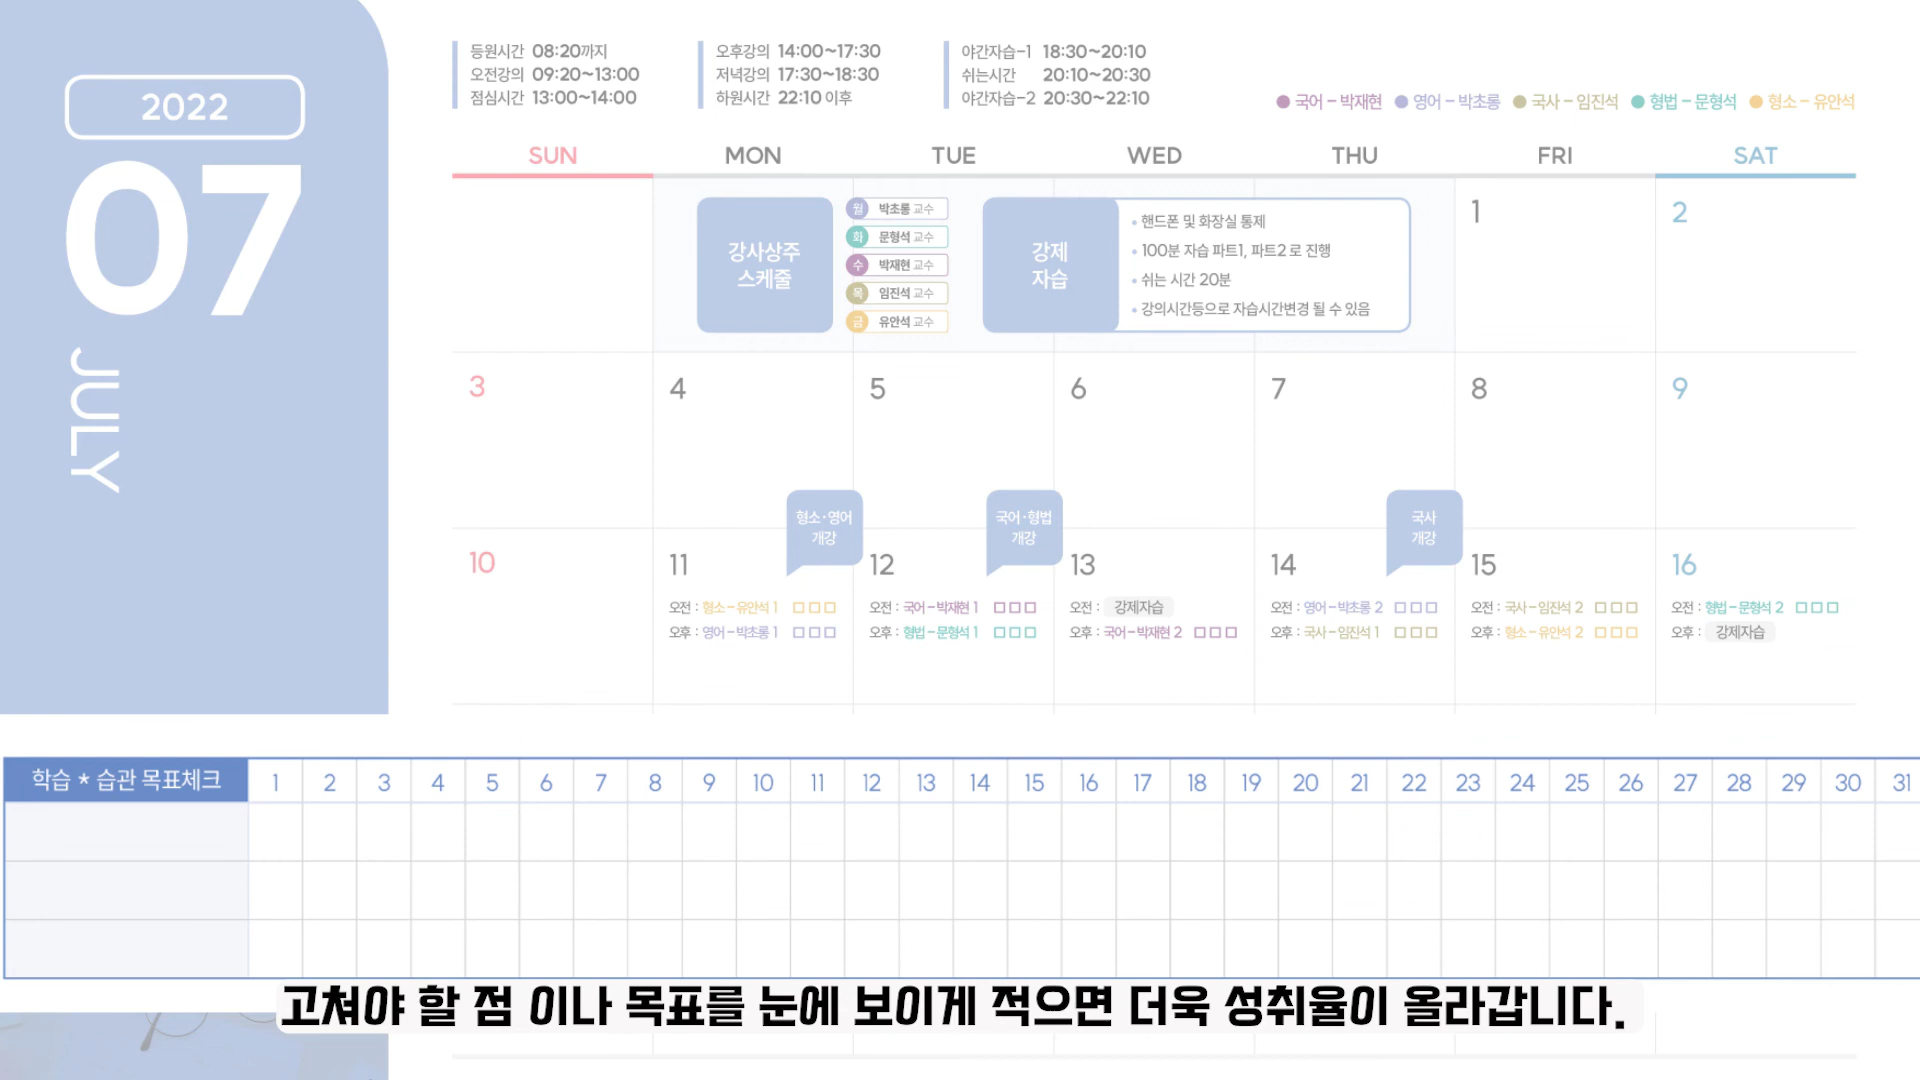 2022
07
JULY
등원시간 08:20까지
오전강의 09:20~13:00
점심시간 13:00~14:00
오후강의 14:00~17:30
저녁강의 17:30~18:30
하원시간 22:10 이후
야간자습-1 18:30~20:10
쉬는시간 20:10~20:30
야간자습-2 20:30~22:10
국어 - 박재현 영어 - 박초롱 국사 - 임진석 형법 - 문형석 형소 - 유안석
SUN MON TUE WED THU FRI SAT
강사상주
스케줄
월 박초롱 교수
화 문형석 교수
수 박재현 교수
목 임진석 교수
금 유안석 교수
강제
자습
• 핸드폰 및 화장실 통제
• 100분 자습 파트1, 파트2 로 진행
• 쉬는 시간 20분
• 강의시간등으로 자습시간변경 될 수 있음
1 2
3 4 5 6 7 8 9
형소·영어
개강
국어·형법
개강
국사
개강
10 11 12 13 14 15 16
오전 : 형소 - 유안석 1
오후 : 영어 - 박초롱 1
오전 : 국어 - 박재현 1
오후 : 형법 - 문형석 1
오전 : 강제자습
오후 : 국어 - 박재현 2
오전 : 영어 - 박초롱 2
오후 : 국사 - 임진석 1
오전 : 국사 - 임진석 2
오후 : 형소 - 유안석 2
오전 : 형법 - 문형석 2
오후 : 강제자습
학습 * 습관 목표체크 1 2 3 4 5 6 7 8 9 10 11 12 13 14 15 16 17 18 19 20 21 22 23 24 25 26 27 28 29 30 31
고쳐야 할 점 이나 목표를 눈에 보이게 적으면 더욱 성취율이 올라갑니다.